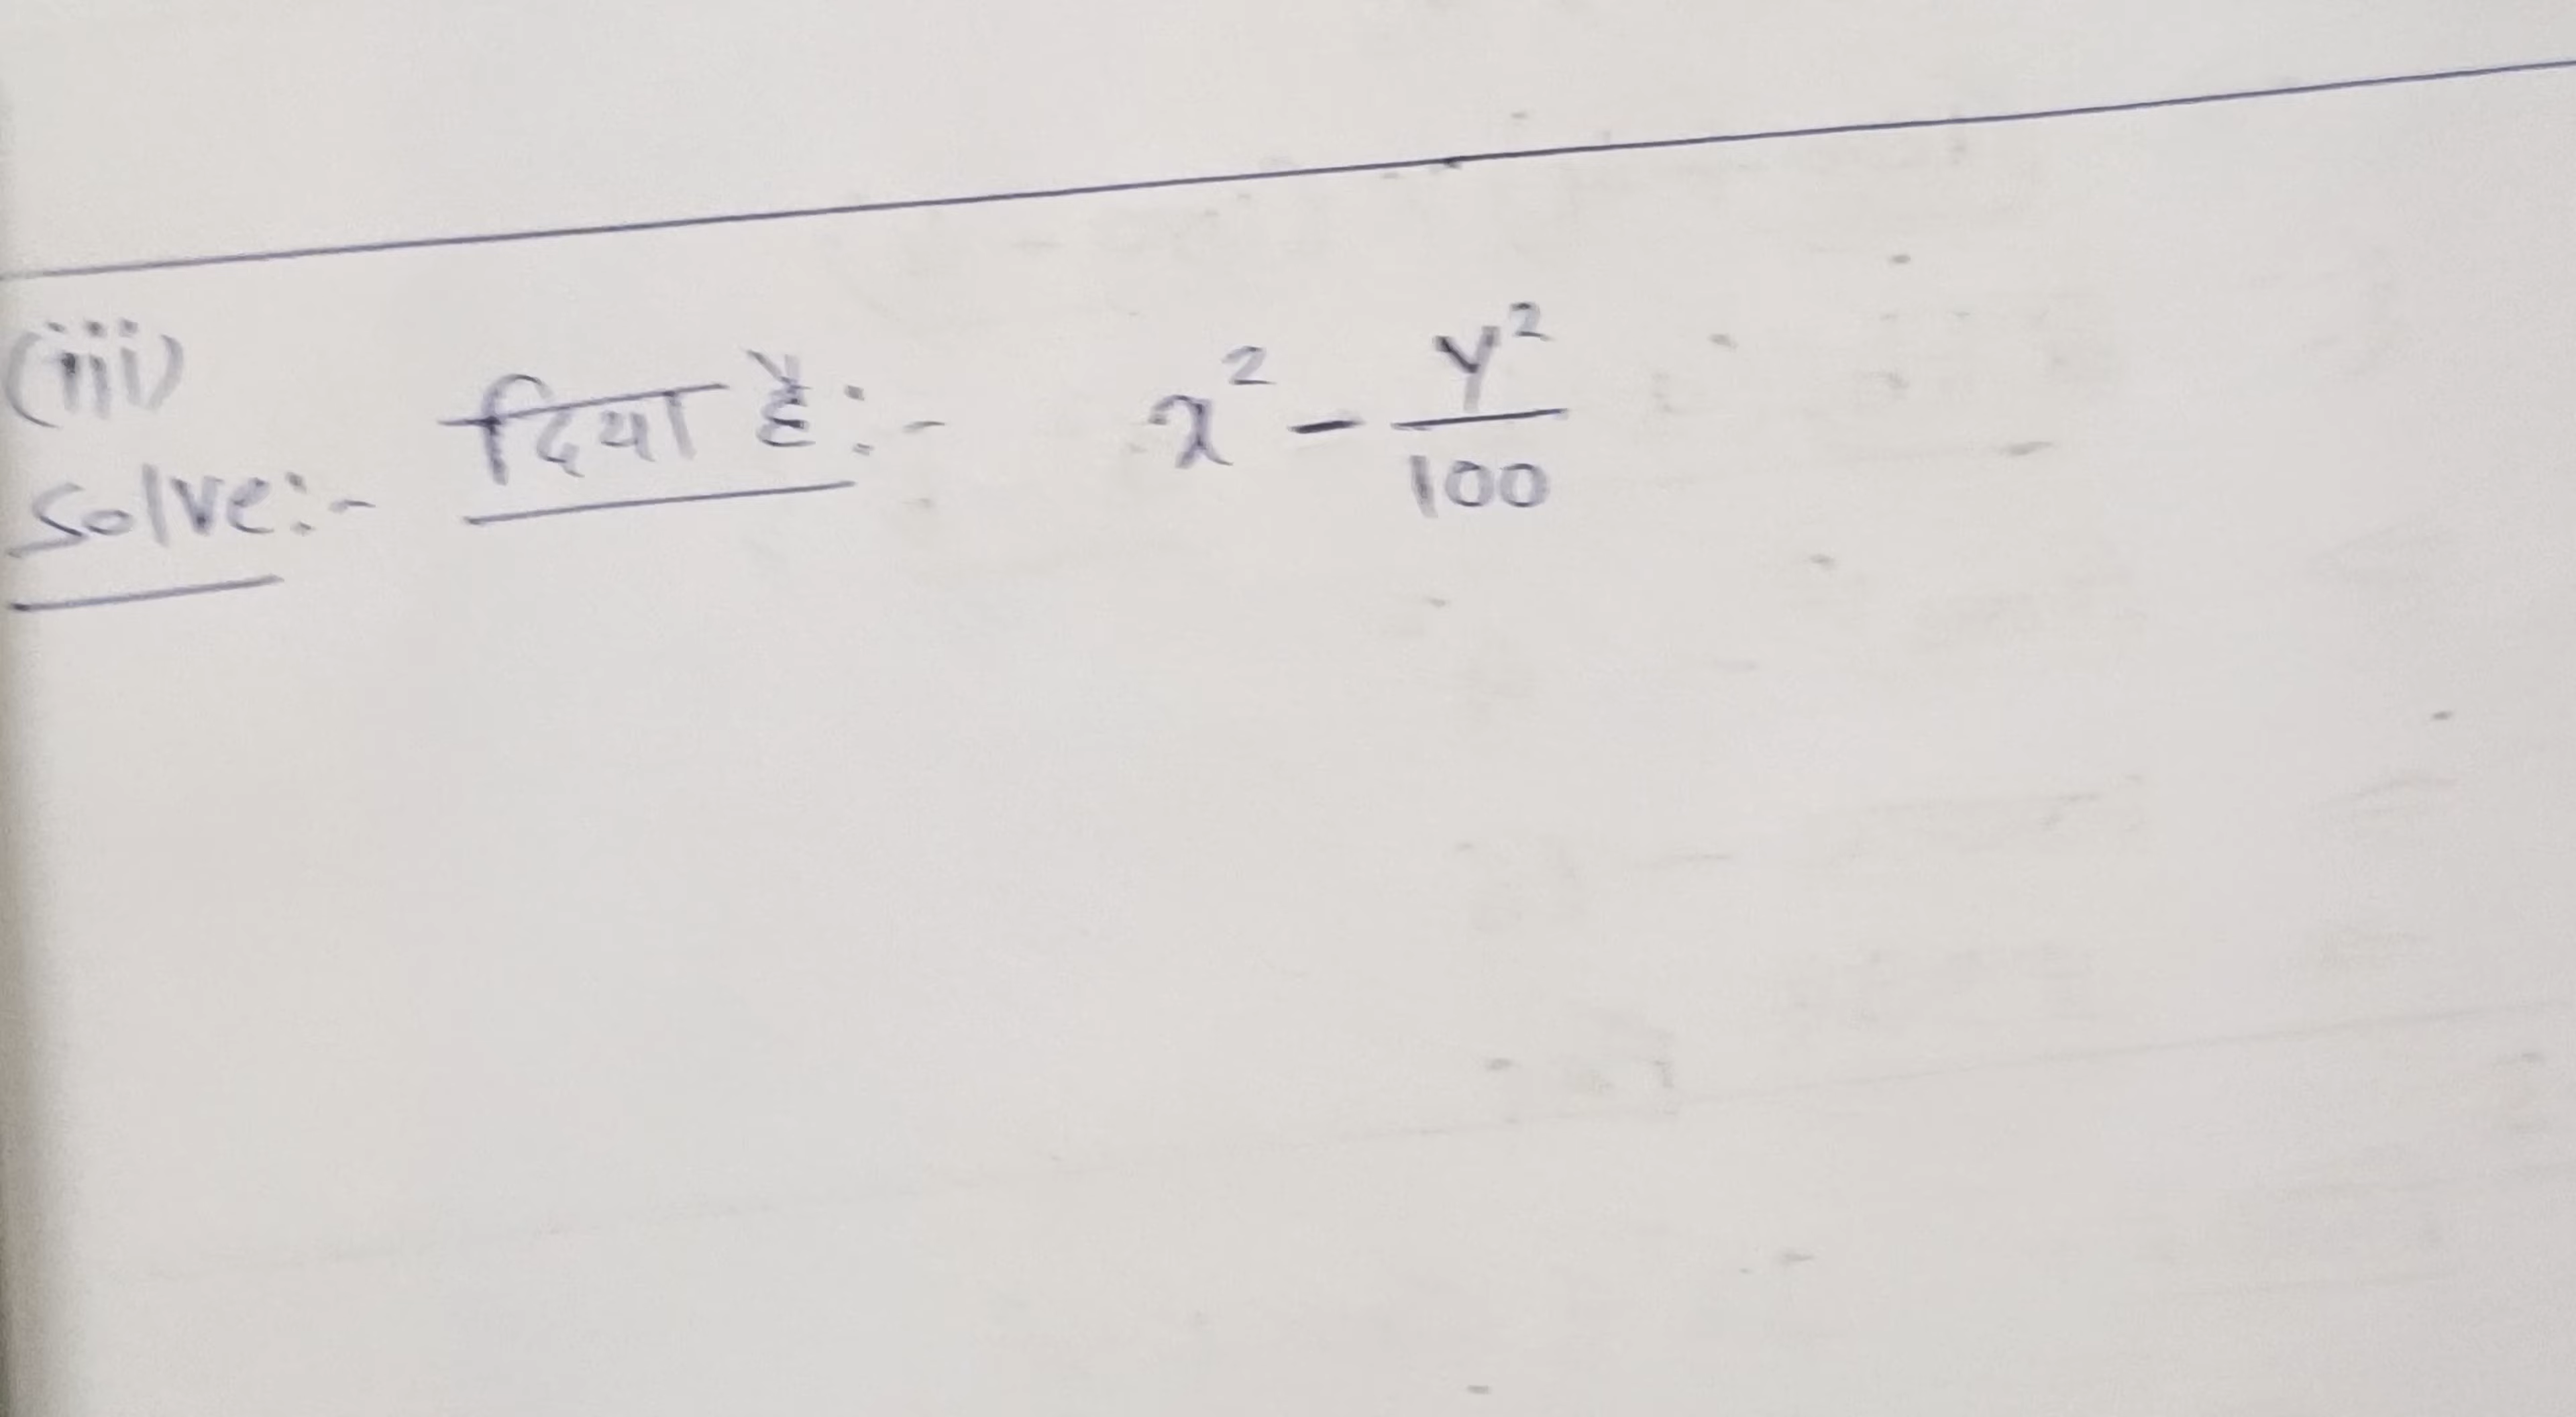 (iii)
Solve:- दिया है:- x² - y²/100